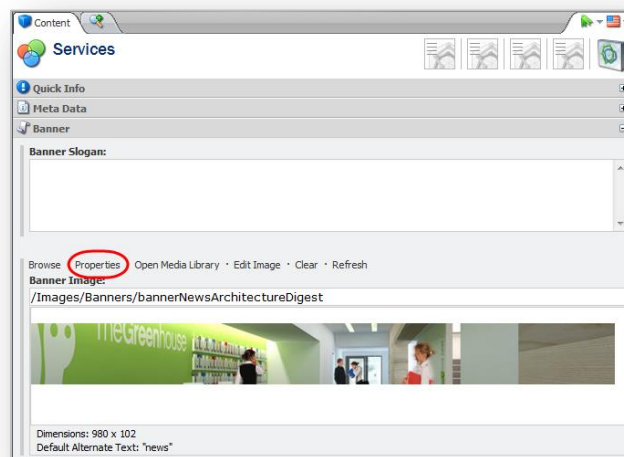 Content
Services
Quick Info
Meta Data
Banner
Banner Slogan:
Browse Properties Open Media Library · Edit Image · Clear · Refresh
Banner Image:
/Images/Banners/bannerNewsArchitectureDigest
TheGreenhouse
Dimensions: 980 x 102
Default Alternate Text: "news"